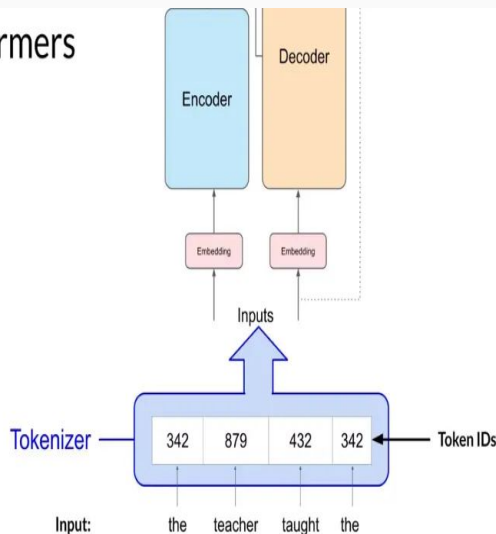 rmers
Encoder
Decoder
Embedding Embedding
Inputs
Tokenizer 342 879 432 342 Token IDs
Input: the teacher taught the